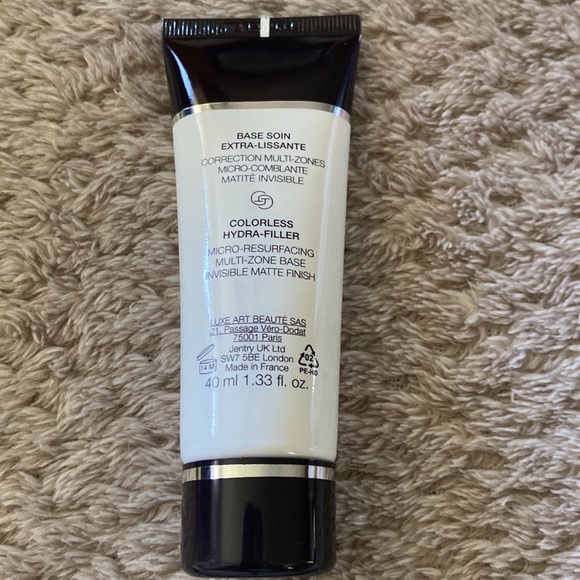 BASE SOIN
EXTRA-LISSANTE
CORRECTION MULTI-ZONES
MICRO-COMBLANTE
MATITÉ INVISIBLE
COLORLESS
HYDRA-FILLER
MICRO-RESURFACING
MULTI-ZONE BASE
INVISIBLE MATTE FINISH
LUXE ART BEAUTÉ SAS
21, Passage Véro-Dodat
75001 Paris
Jentry UK Ltd
SW7 5BE London
Made in France
14 M
02
PE-HD
40 ml 1.33 fl. oz.